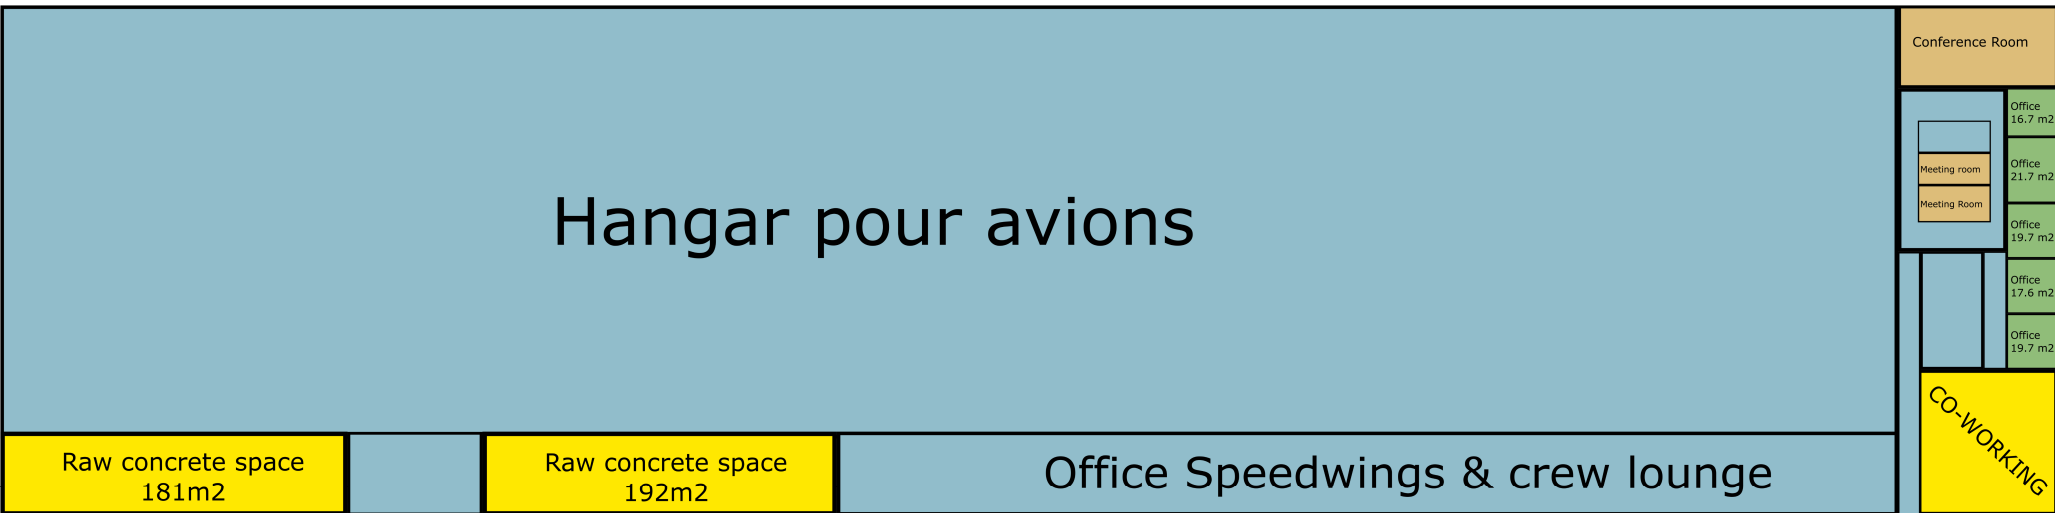 Conference Room
Office
16.7 m2
Meeting room
Office
21.7 m2
Meeting Room
Hangar pour avions
Office
19.7 m2
Office
17.6 m2
Office
19.7 m2
CO-WORKING
Raw concrete space
181m2
Raw concrete space
192m2
Office Speedwings & crew lounge